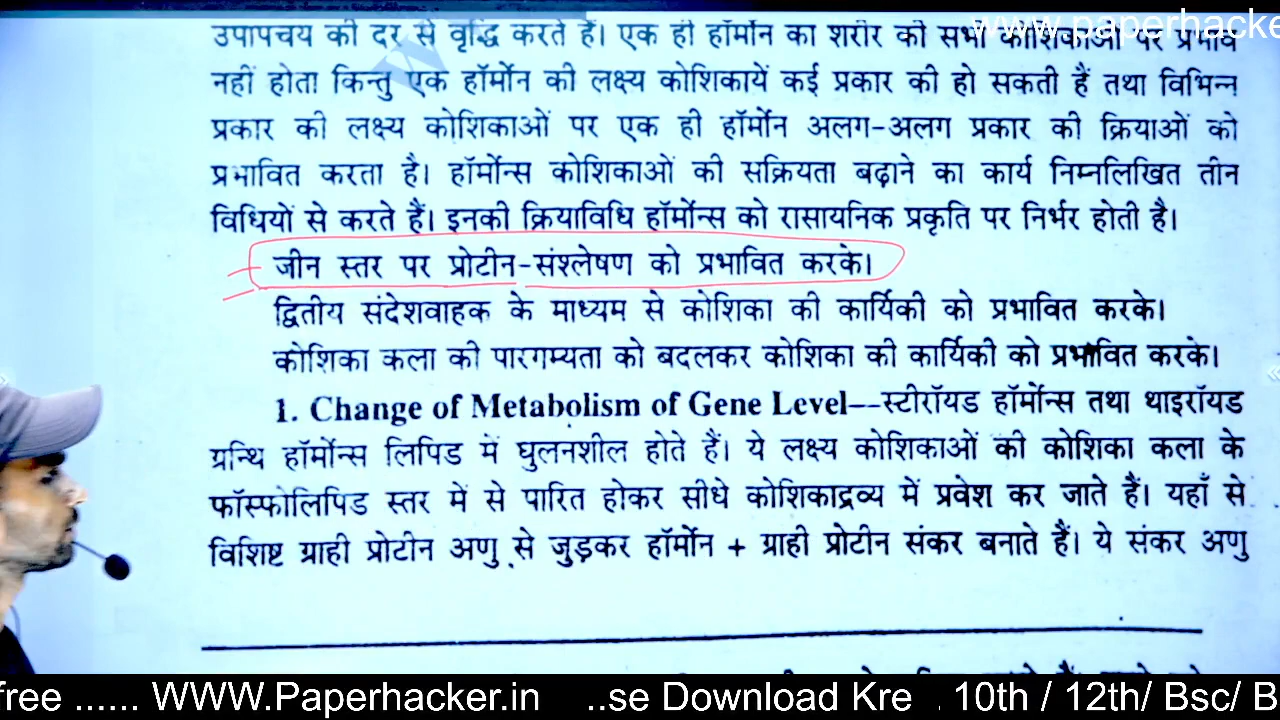 www.paperhacke
उपापचय की दर से वृद्धि करते हैं। एक ही हॉर्मोन का शरीर की सभी कोशिकाओं पर प्रभाव
नहीं होता किन्तु एक हॉर्मोन की लक्ष्य कोशिकायें कई प्रकार की हो सकती हैं तथा विभिन्न
प्रकार की लक्ष्य कोशिकाओं पर एक ही हॉर्मोन अलग-अलग प्रकार की क्रियाओं को
प्रभावित करता है। हॉर्मोन्स कोशिकाओं की सक्रियता बढ़ाने का कार्य निम्नलिखित तीन
विधियों से करते हैं। इनकी क्रियाविधि हॉर्मोन्स को रासायनिक प्रकृति पर निर्भर होती है।
जीन स्तर पर प्रोटीन-संश्लेषण को प्रभावित करके।
द्वितीय संदेशवाहक के माध्यम से कोशिका की कार्यिकी को प्रभावित करके।
कोशिका कला की पारगम्यता को बदलकर कोशिका की कार्यिकी को प्रभावित करके।
1. Change of Metabolism of Gene Level—स्टीरॉयड हॉर्मोन्स तथा थाइरॉयड
ग्रन्थि हॉर्मोन्स लिपिड में घुलनशील होते हैं। ये लक्ष्य कोशिकाओं की कोशिका कला के
फॉस्फोलिपिड स्तर में से पारित होकर सीधे कोशिकाद्रव्य में प्रवेश कर जाते हैं। यहाँ से
विशिष्ट ग्राही प्रोटीन अणु से जुड़कर हॉर्मोन + ग्राही प्रोटीन संकर बनाते हैं। ये संकर अणु
free ...... WWW.Paperhacker.in ..se Download Kre . 10th / 12th/ Bsc/ B